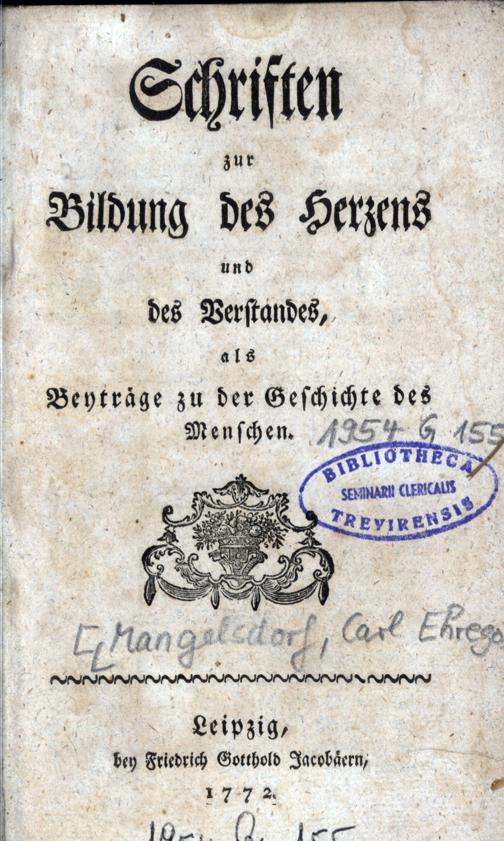 Schriften
zur
Bildung des Herzens
und
des Verstandes,
als
Beyträge zu der Geschichte des
Menschen.
1954 G 155
BIBLIOTHECA
SEMINARII CLERICALIS
TREVIRENSIS
Mangelsdorf, Carl Ehrego
Leipzig,
bey Friedrich Gotthold Jacobäern,
1772.
155